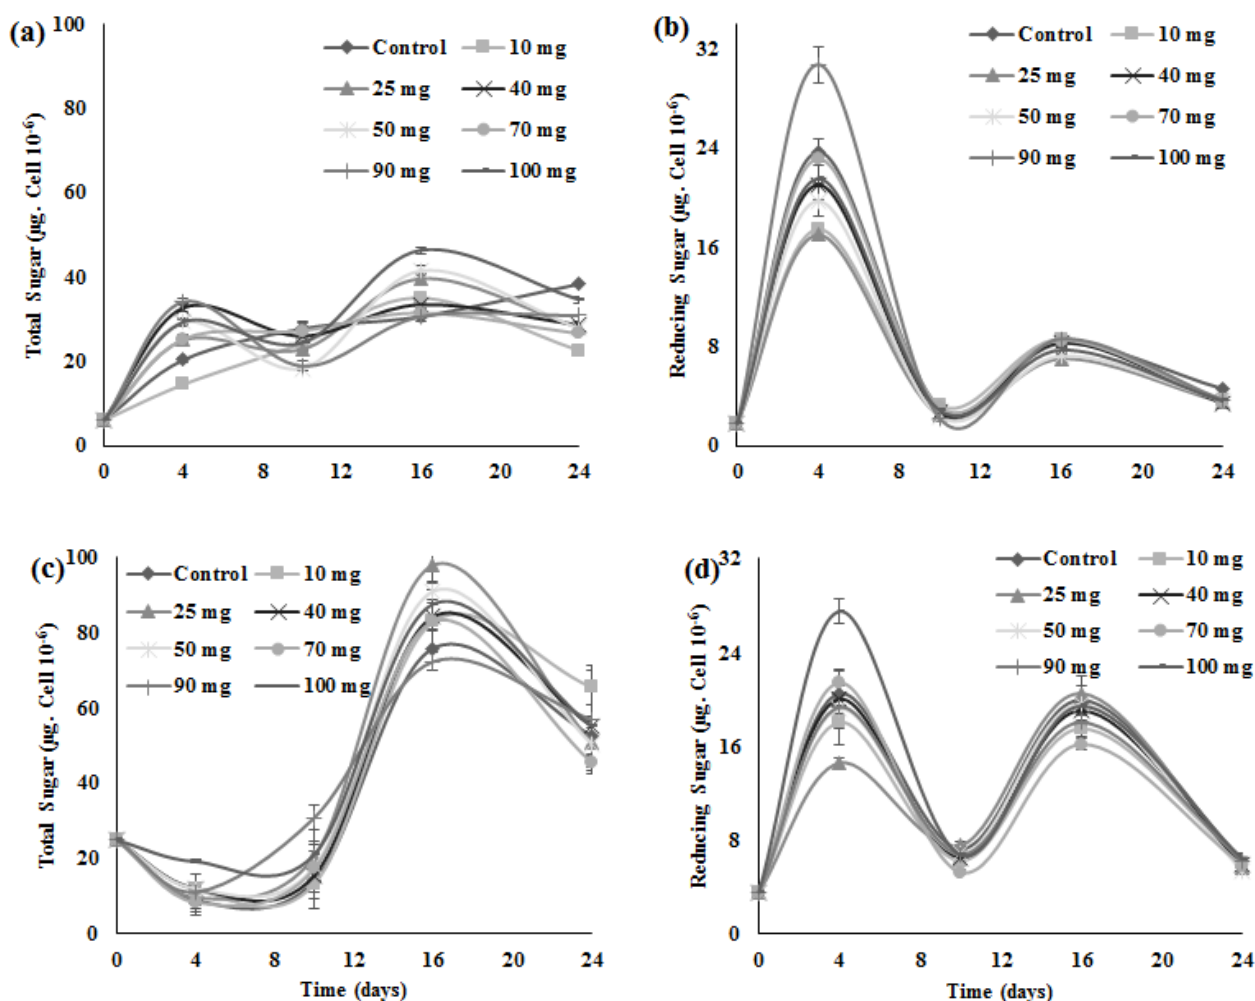 (a)
Total Sugar (µg. Cell 10⁻⁶)
100
80
60
40
20
0
0 4 8 12 16 20 24
Control 10 mg
25 mg 40 mg
50 mg 70 mg
90 mg 100 mg
(b)
Reducing Sugar (µg. Cell 10⁻⁶)
32
24
16
8
0
0 4 8 12 16 20 24
Control 10 mg
25 mg 40 mg
50 mg 70 mg
90 mg 100 mg
(c)
Total Sugar (µg. Cell 10⁻⁶)
100
80
60
40
20
0
0 4 8 12 16 20 24
Time (days)
Control 10 mg
25 mg 40 mg
50 mg 70 mg
90 mg 100 mg
(d)
Reducing Sugar (µg. Cell 10⁻⁶)
32
24
16
8
0
0 4 8 12 16 20 24
Time (days)
Control 10 mg
25 mg 40 mg
50 mg 70 mg
90 mg 100 mg